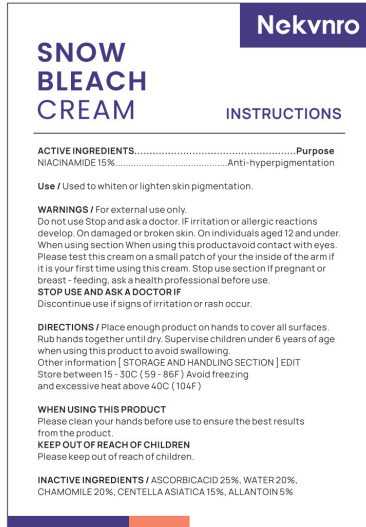 Nekvnro
SNOW
BLEACH
CREAM
INSTRUCTIONS
ACTIVE INGREDIENTS..................................................Purpose
NIACINAMIDE 15%............................................Anti-hyperpigmentation
Use / Used to whiten or lighten skin pigmentation.
WARNINGS / For external use only.
Do not use Stop and ask a doctor. IF irritation or allergic reactions
develop. On damaged or broken skin. On individuals aged 12 and under.
When using section When using this productavoid contact with eyes.
Please test this cream on a small patch of your the inside of the arm if
it is your first time using this cream. Stop use section If pregnant or
breast - feeding, ask a health professional before use.
STOP USE AND ASK A DOCTOR IF
Discontinue use if signs of irritation or rash occur.
DIRECTIONS / Place enough product on hands to cover all surfaces.
Rub hands together until dry. Supervise children under 6 years of age
when using this product to avoid swallowing.
Other information [ STORAGE AND HANDLING SECTION ] EDIT
Store between 15 - 30C ( 59 - 86F ) Avoid freezing
and excessive heat above 40C ( 104F )
WHEN USING THIS PRODUCT
Please clean your hands before use to ensure the best results
from the product.
KEEP OUT OF REACH OF CHILDREN
Please keep out of reach of children.
INACTIVE INGREDIENTS / ASCORBICACID 25%, WATER 20%,
CHAMOMILE 20%, CENTELLA ASIATICA 15%, ALLANTOIN 5%